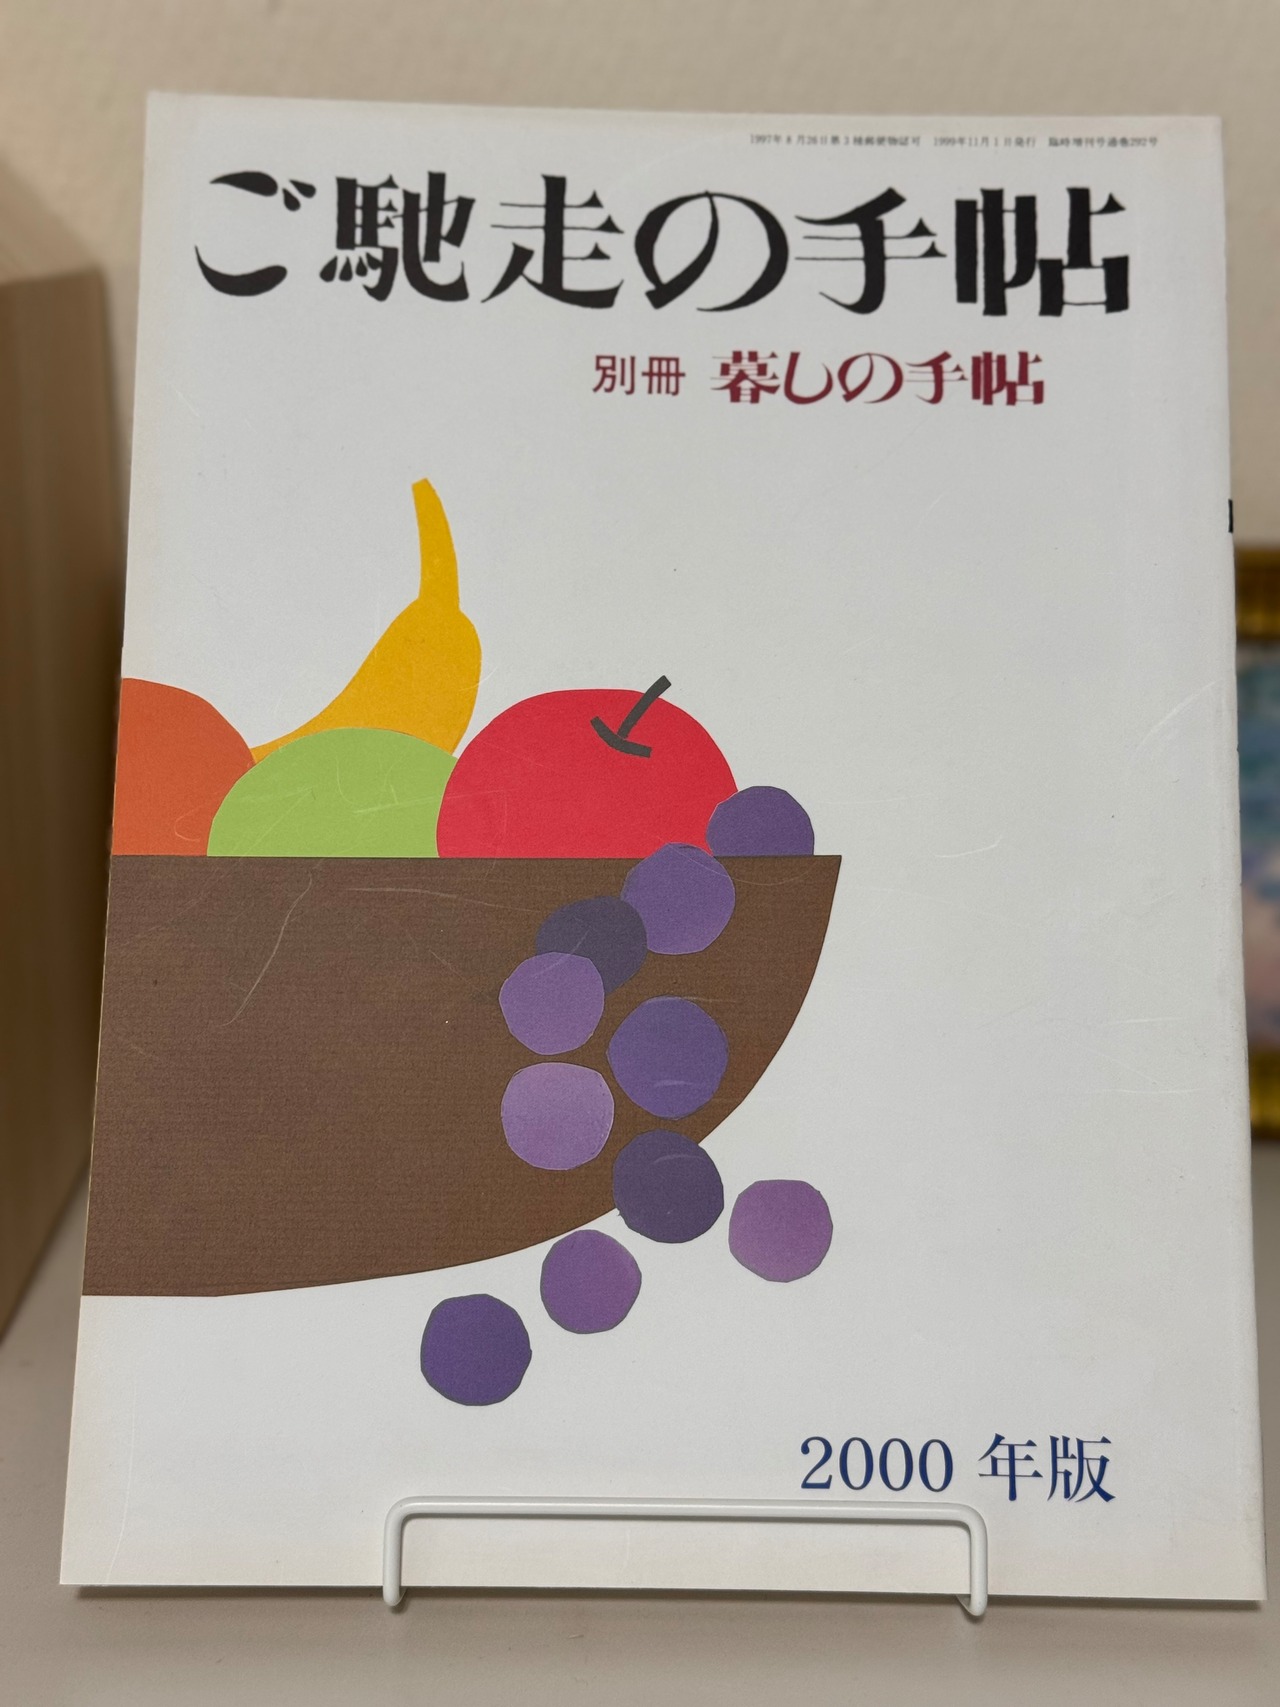 1997年8月26日第3種郵便物認可　1999年11月1日発行　臨時増刊号通巻292号
ご馳走の手帖
別冊 暮しの手帖
2000 年版